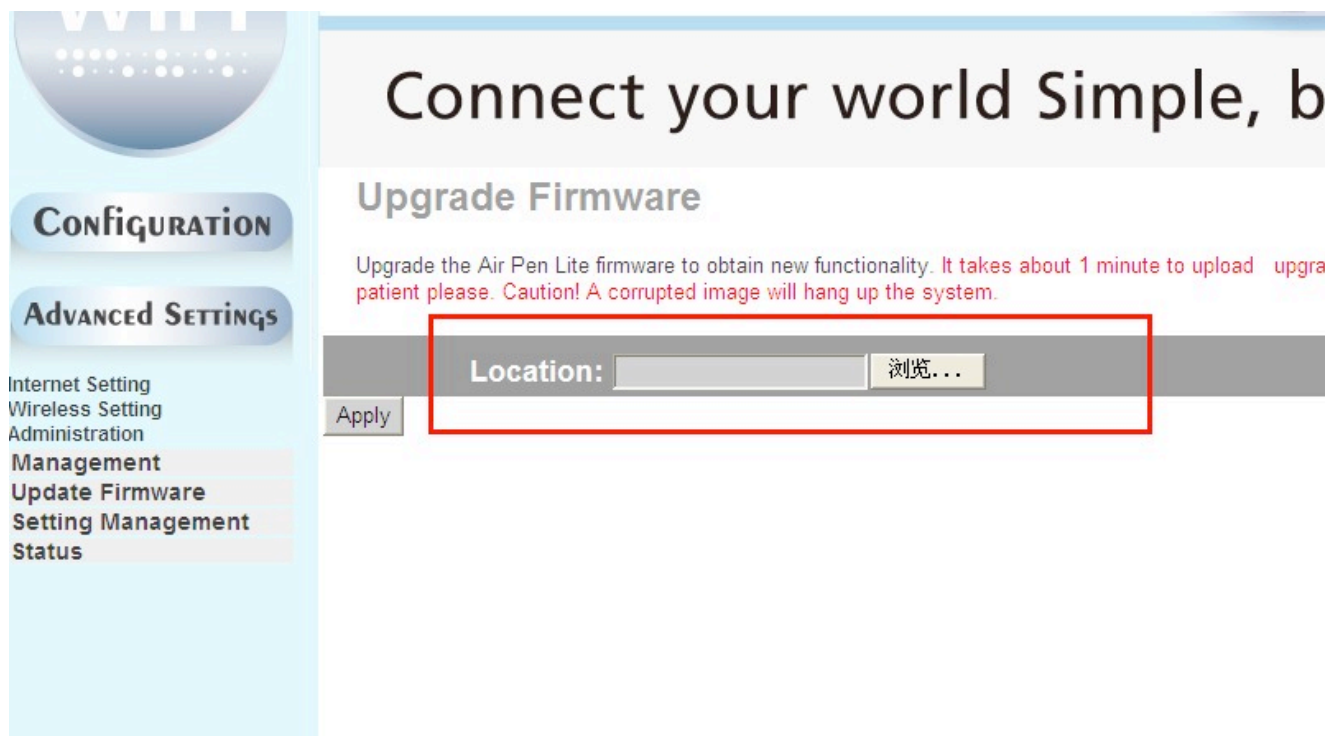 WIFI
Connect your world Simple, b
Configuration
Advanced Settings
Internet Setting
Wireless Setting
Administration
Management
Update Firmware
Setting Management
Status
Upgrade Firmware
Upgrade the Air Pen Lite firmware to obtain new functionality. It takes about 1 minute to upload upgra
patient please. Caution! A corrupted image will hang up the system.
Location: 浏览...
Apply